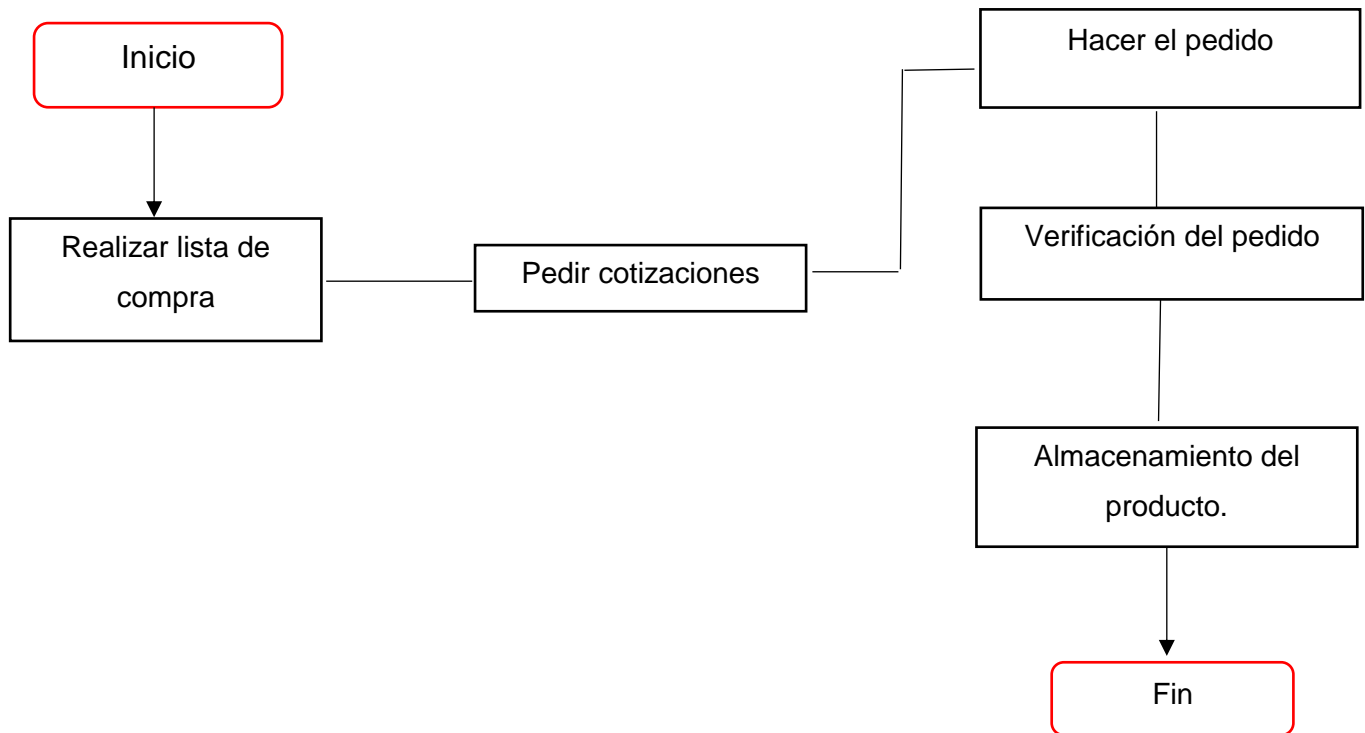 Inicio
Realizar lista de
compra
Pedir cotizaciones
Hacer el pedido
Verificación del pedido
Almacenamiento del
producto.
Fin